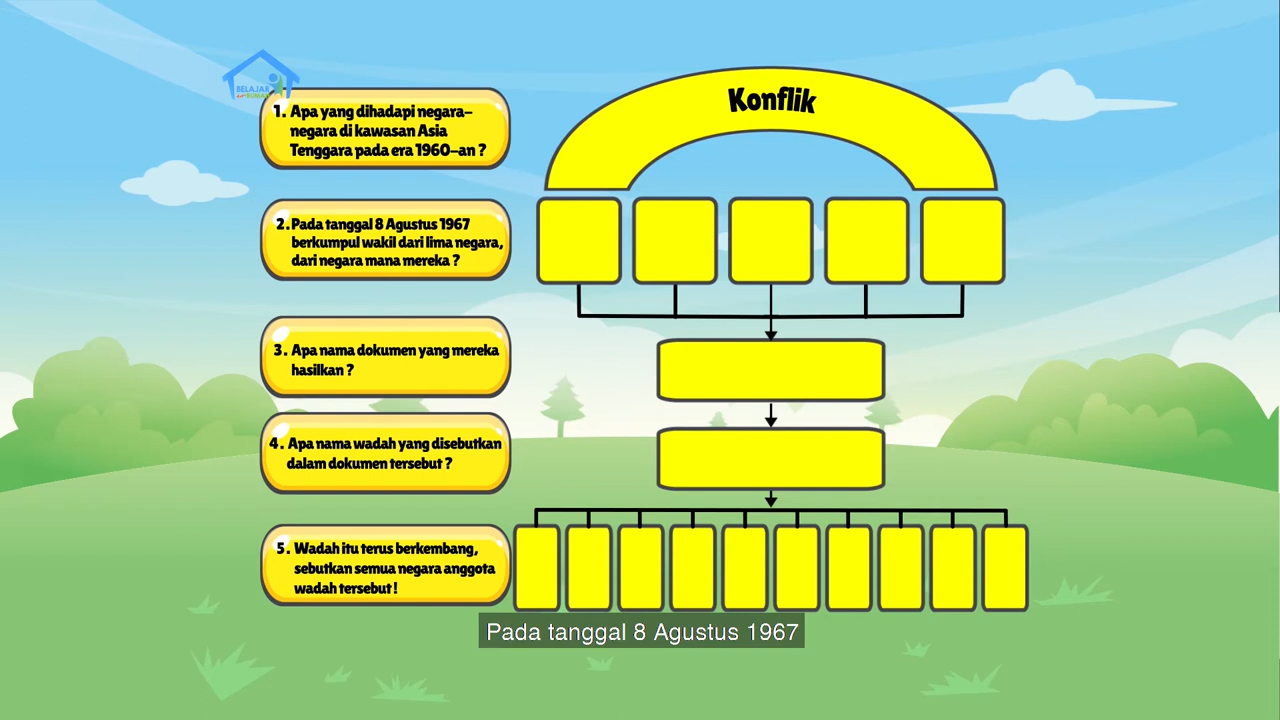 BELAJAR
dari RUMAH
1. Apa yang dihadapi negara-
negara di kawasan Asia
Tenggara pada era 1960-an ?
Konflik
2. Pada tanggal 8 Agustus 1967
berkumpul wakil dari lima negara,
dari negara mana mereka ?
3. Apa nama dokumen yang mereka
hasilkan ?
4. Apa nama wadah yang disebutkan
dalam dokumen tersebut ?
5. Wadah itu terus berkembang,
sebutkan semua negara anggota
wadah tersebut !
Pada tanggal 8 Agustus 1967